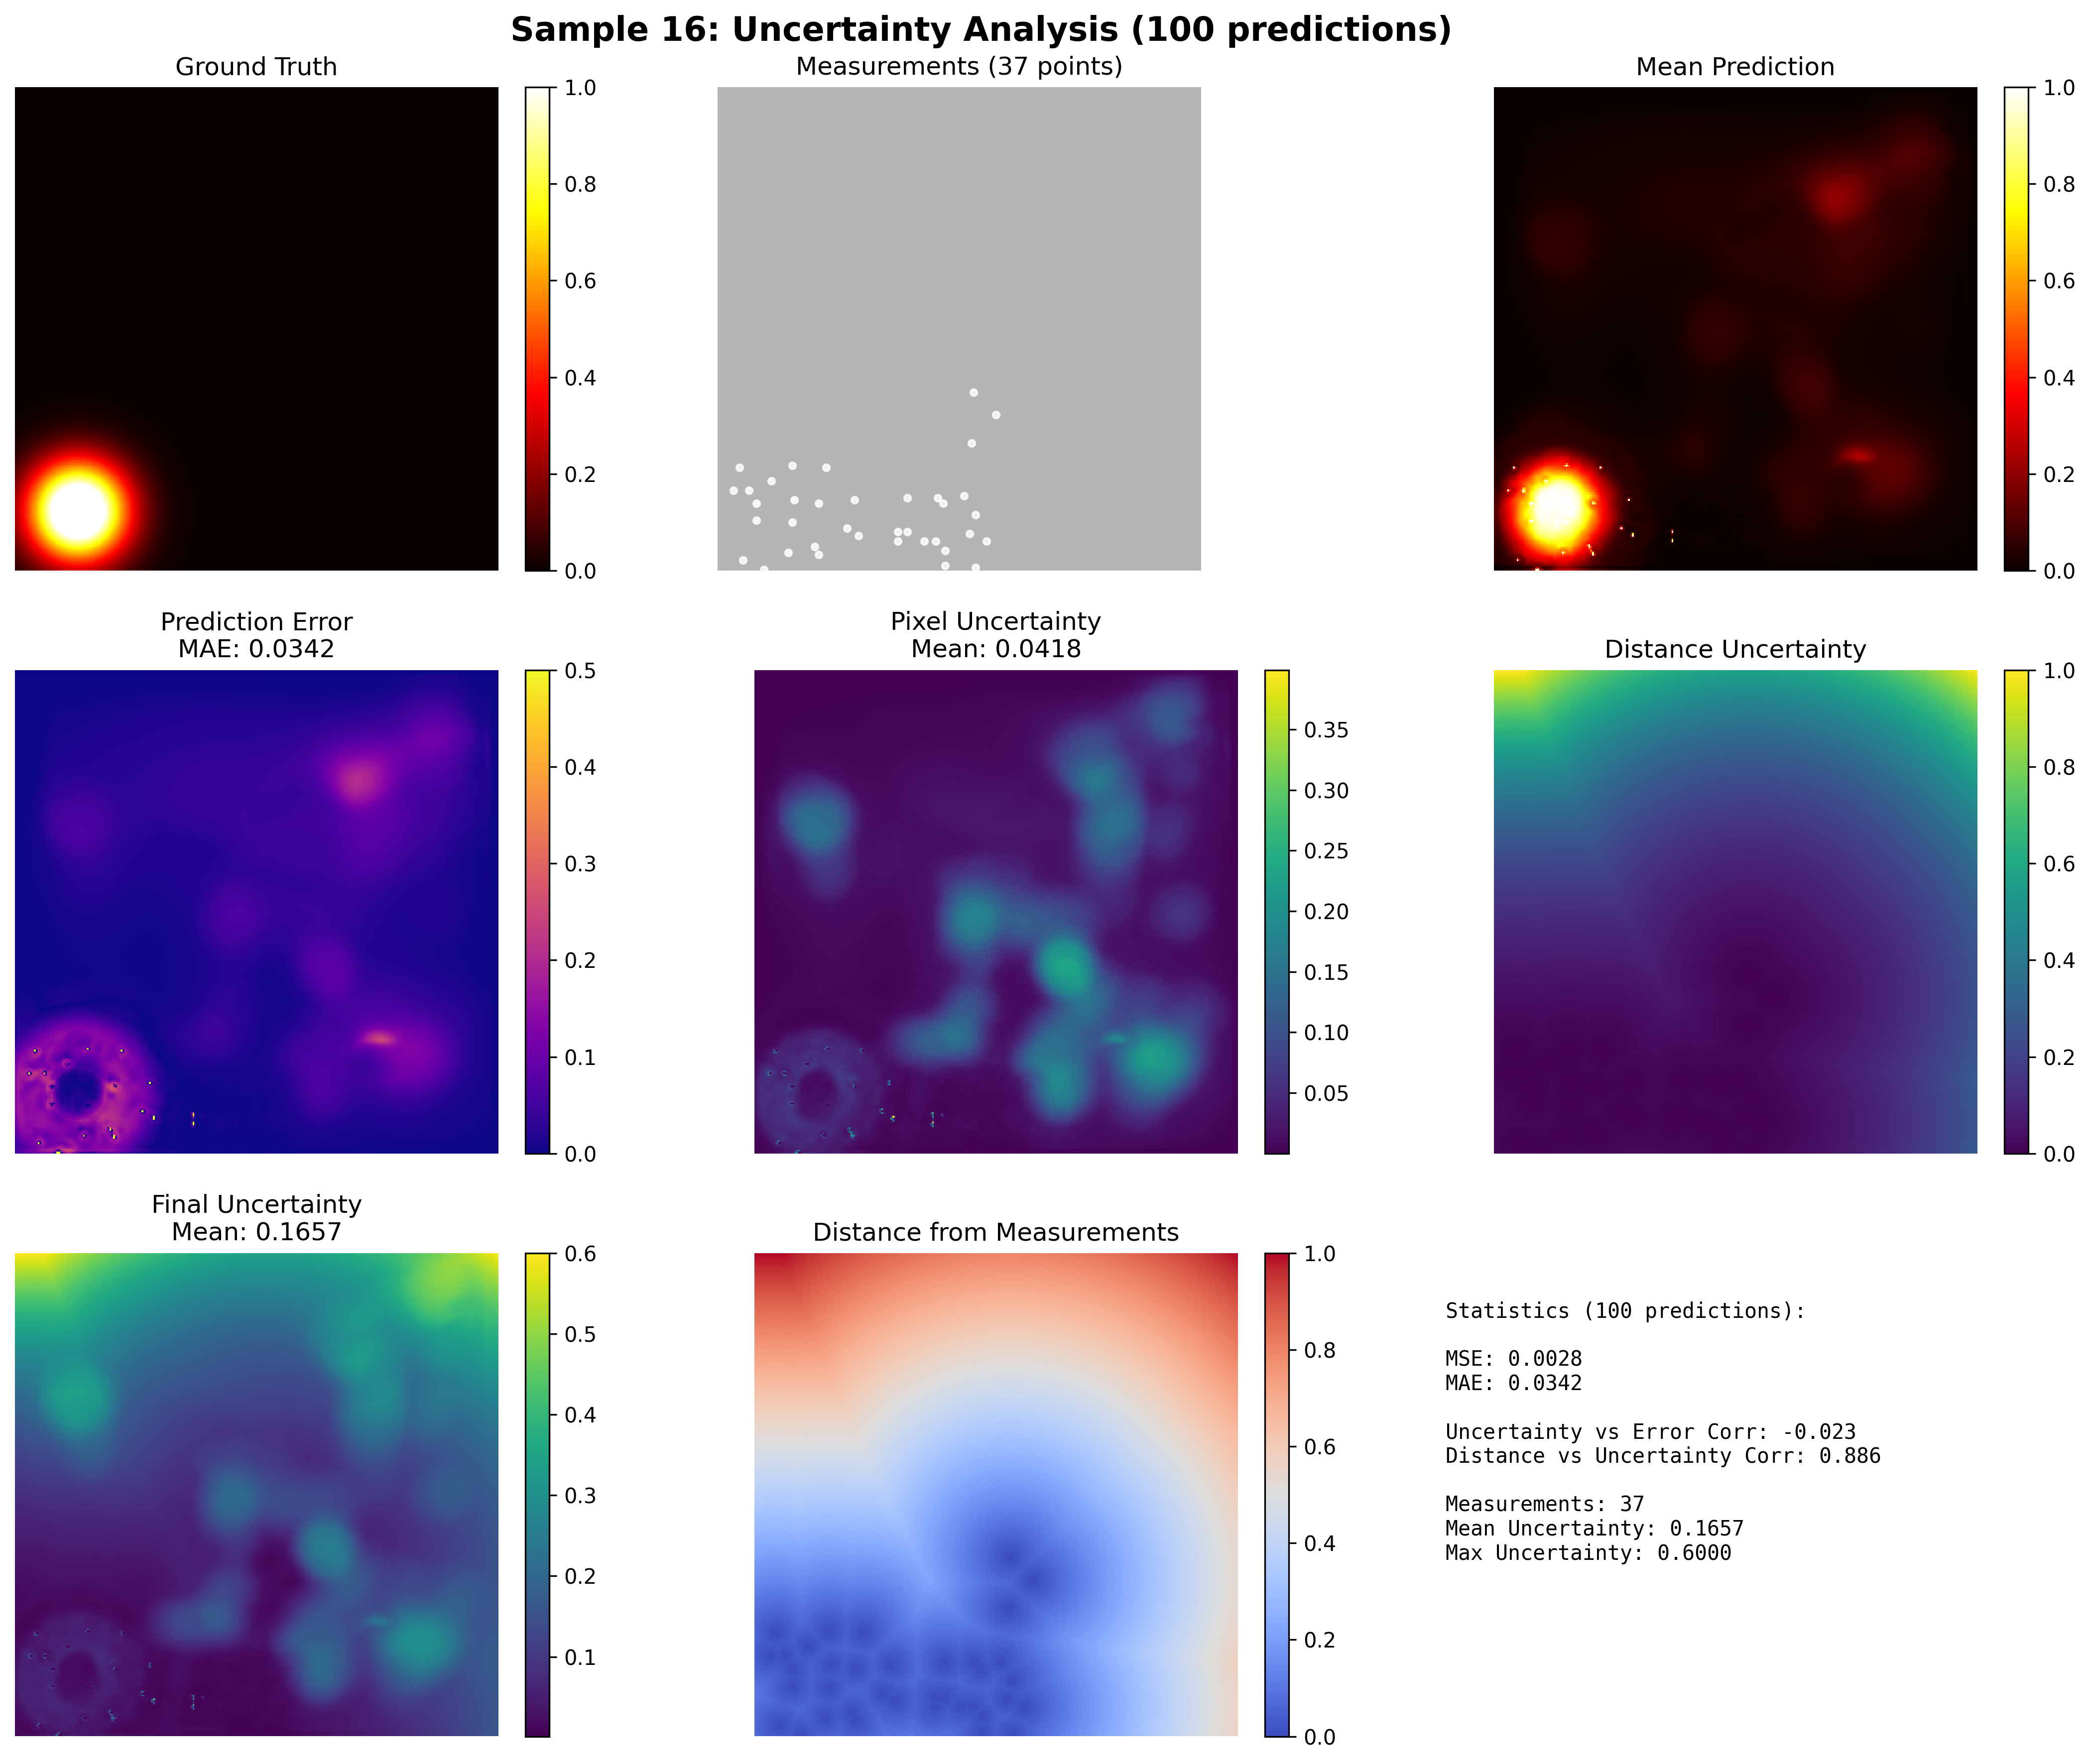 Sample 16: Uncertainty Analysis (100 predictions)
Ground Truth
1.0
0.8
0.6
0.4
0.2
0.0
Measurements (37 points)
Mean Prediction
1.0
0.8
0.6
0.4
0.2
0.0
Prediction Error
MAE: 0.0342
0.5
0.4
0.3
0.2
0.1
0.0
Pixel Uncertainty
Mean: 0.0418
0.35
0.30
0.25
0.20
0.15
0.10
0.05
Distance Uncertainty
1.0
0.8
0.6
0.4
0.2
0.0
Final Uncertainty
Mean: 0.1657
0.6
0.5
0.4
0.3
0.2
0.1
Distance from Measurements
1.0
0.8
0.6
0.4
0.2
0.0
Statistics (100 predictions):
MSE: 0.0028
MAE: 0.0342
Uncertainty vs Error Corr: -0.023
Distance vs Uncertainty Corr: 0.886
Measurements: 37
Mean Uncertainty: 0.1657
Max Uncertainty: 0.6000